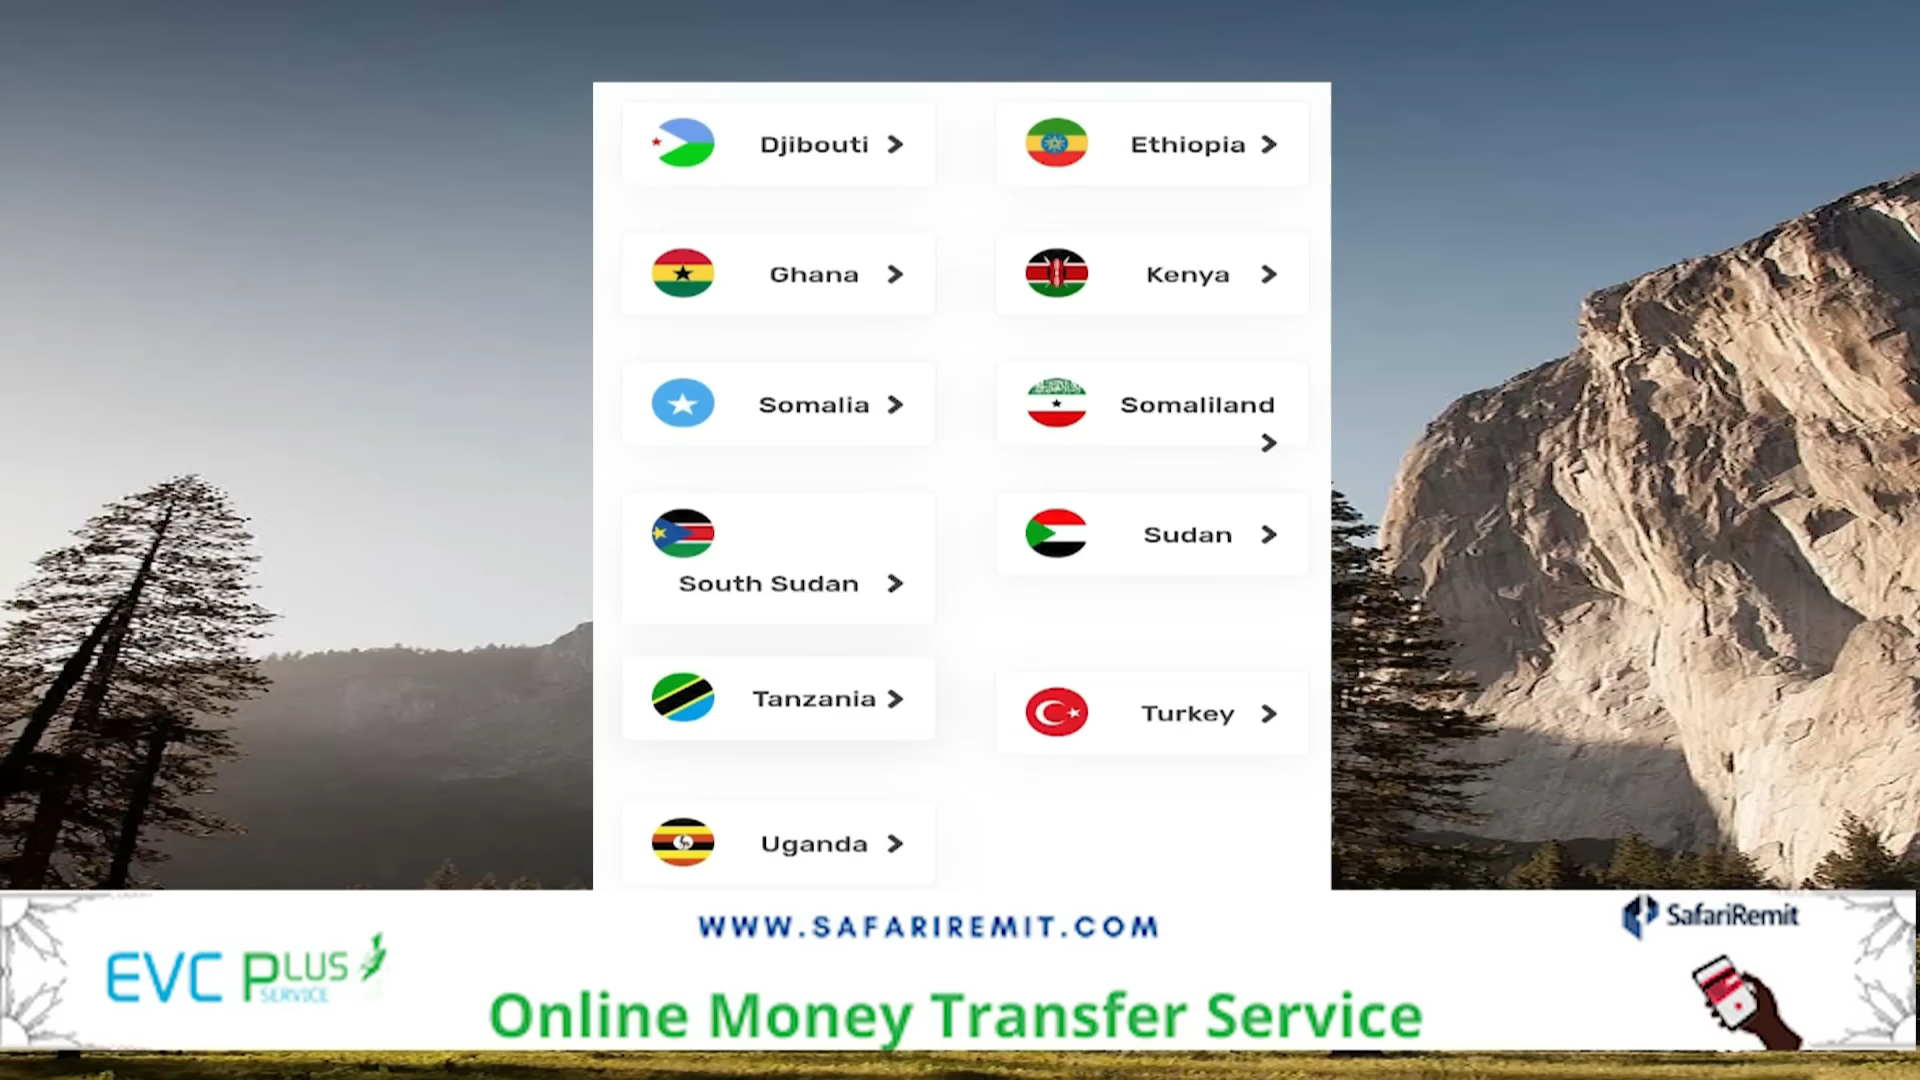 Djibouti
Ethiopia
Ghana
Kenya
Somalia
Somaliland
South Sudan
Sudan
Tanzania
Turkey
Uganda
WWW.SAFARIREMIT.COM
SafariRemit
EVC PLUS
SERVICE
Online Money Transfer Service